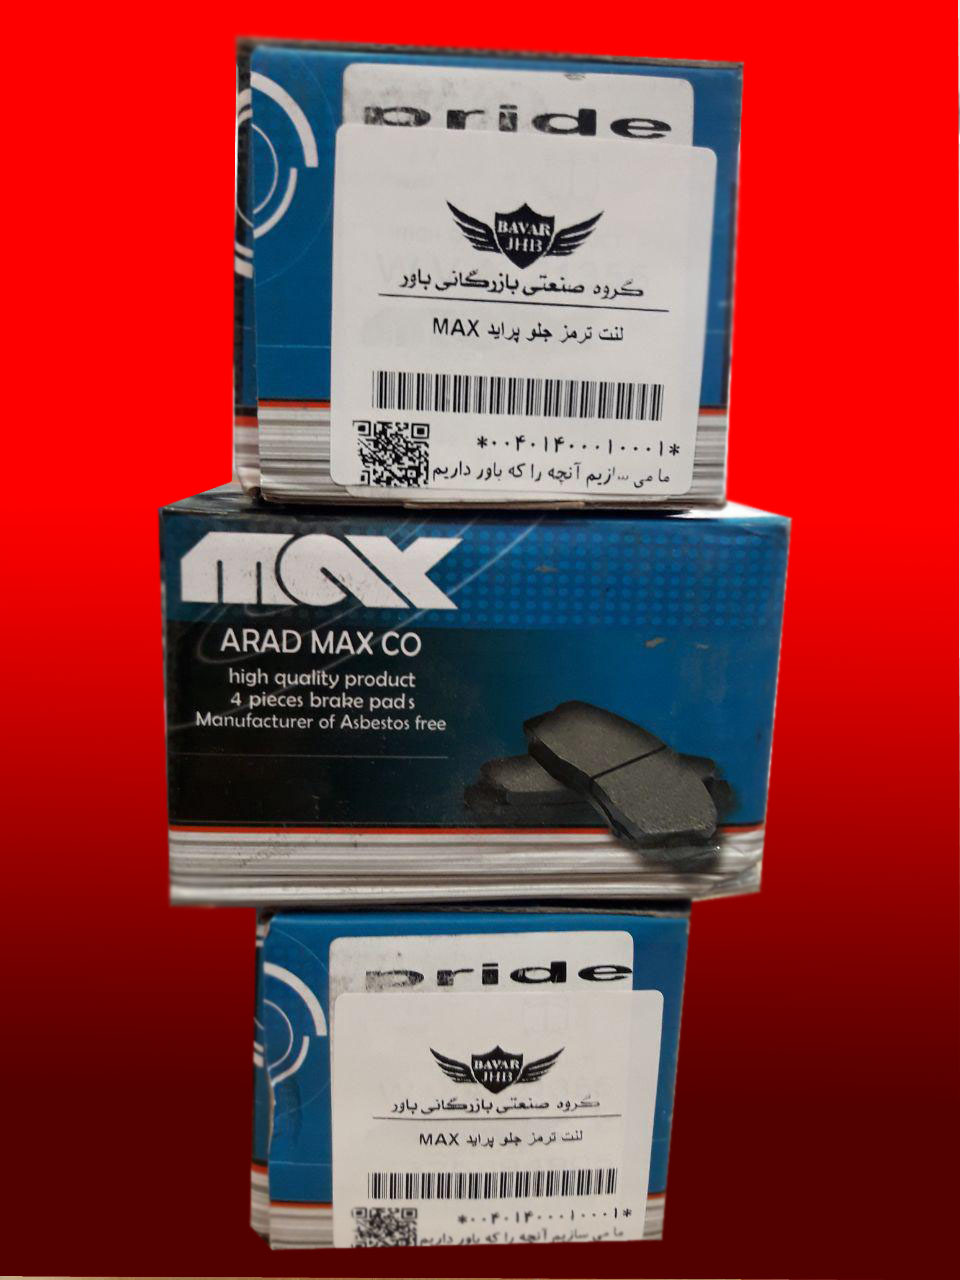 pride
BAVAR
JHB
گروه صنعتی بازرگانی باور
لنت ترمز جلو پراید MAX
*۰۰۴۰۱۴۰۰۰۱۰۰۰۱*
ما می سازیم آنچه را که باور داریم
max
ARAD MAX CO
high quality product
4 pieces brake pads
Manufacturer of Asbestos free
pride
BAVAR
JHB
گروه صنعتی بازرگانی باور
لنت ترمز جلو پراید MAX
*۰۰۴۰۱۴۰۰۰۱۰۰۰۱*
ما می سازیم آنچه را که باور داریم